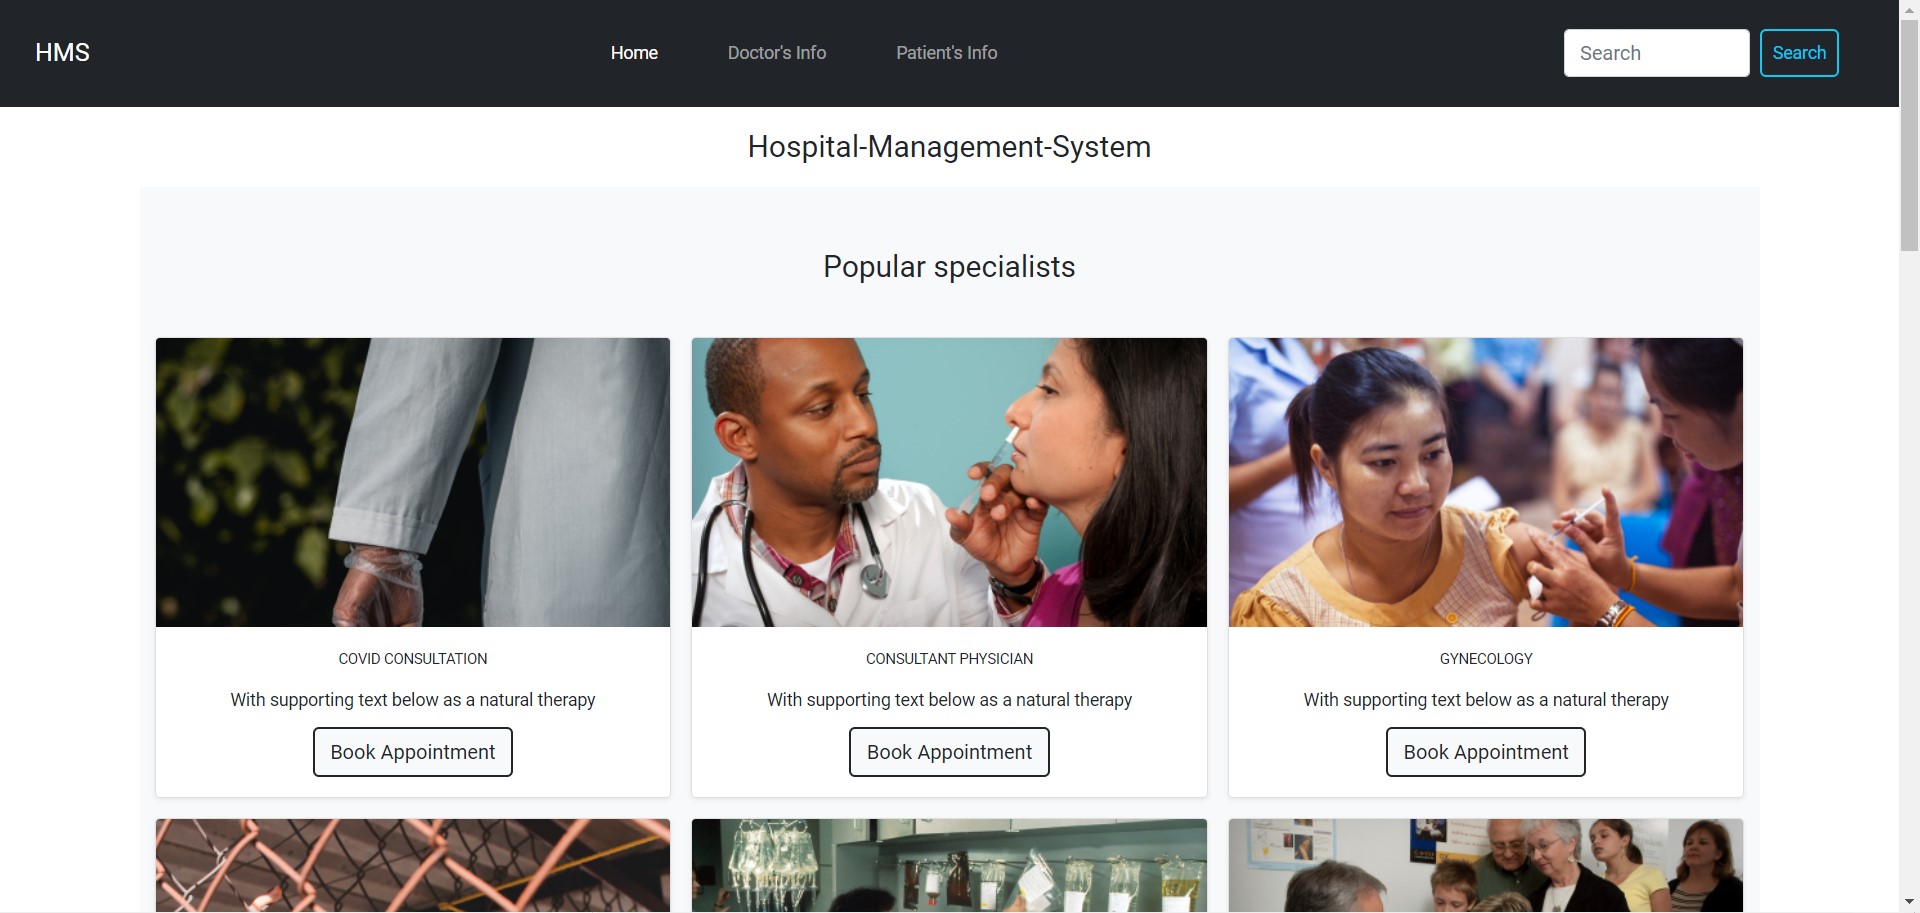 HMS
Home
Doctor's Info
Patient's Info
Search
Search
Hospital-Management-System
Popular specialists
COVID CONSULTATION
With supporting text below as a natural therapy
Book Appointment
CONSULTANT PHYSICIAN
With supporting text below as a natural therapy
Book Appointment
GYNECOLOGY
With supporting text below as a natural therapy
Book Appointment